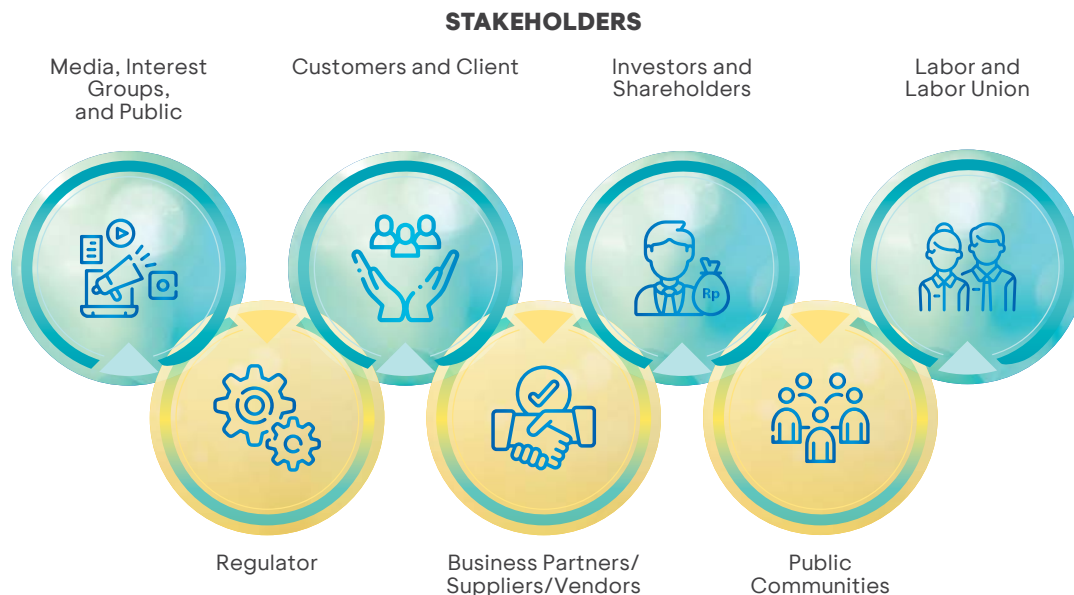 STAKEHOLDERS
Media, Interest
Groups,
and Public
Customers and Client
Investors and
Shareholders
Labor and
Labor Union
Rp
Regulator
Business Partners/
Suppliers/Vendors
Public
Communities